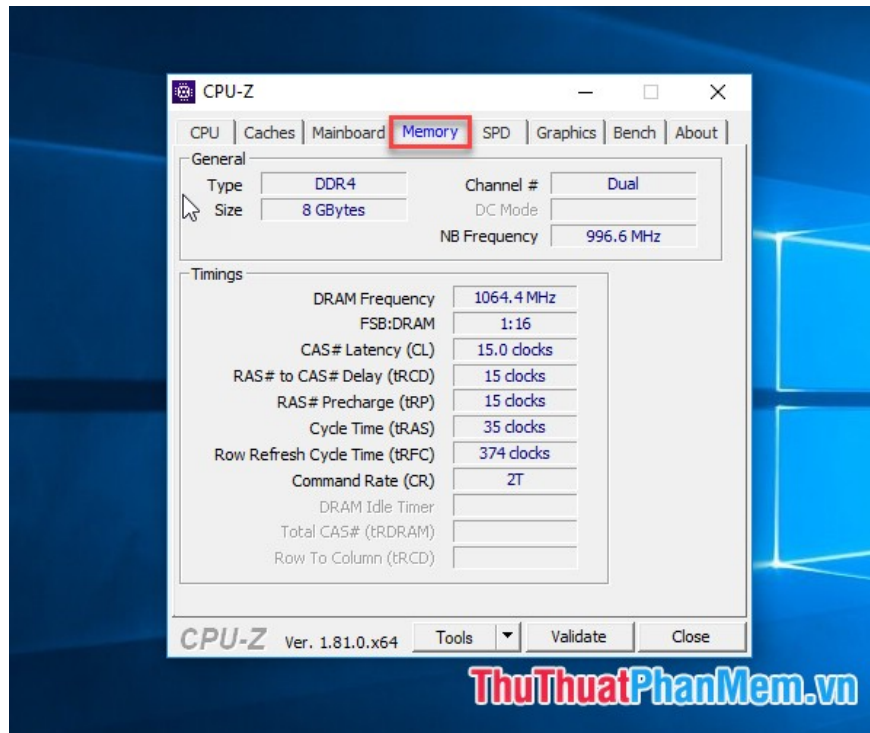 CPU-Z
CPU Caches Mainboard Memory SPD Graphics Bench About
General
Type DDR4 Channel # Dual
Size 8 GBytes DC Mode
NB Frequency 996.6 MHz
Timings
DRAM Frequency 1064.4 MHz
FSB:DRAM 1:16
CAS# Latency (CL) 15.0 clocks
RAS# to CAS# Delay (tRCD) 15 clocks
RAS# Precharge (tRP) 15 clocks
Cycle Time (tRAS) 35 clocks
Row Refresh Cycle Time (tRFC) 374 clocks
Command Rate (CR) 2T
DRAM Idle Timer
Total CAS# (tRDRAM)
Row To Column (tRCD)
CPU-Z Ver. 1.81.0.x64 Tools Validate Close
ThuThuatPhanMem.vn